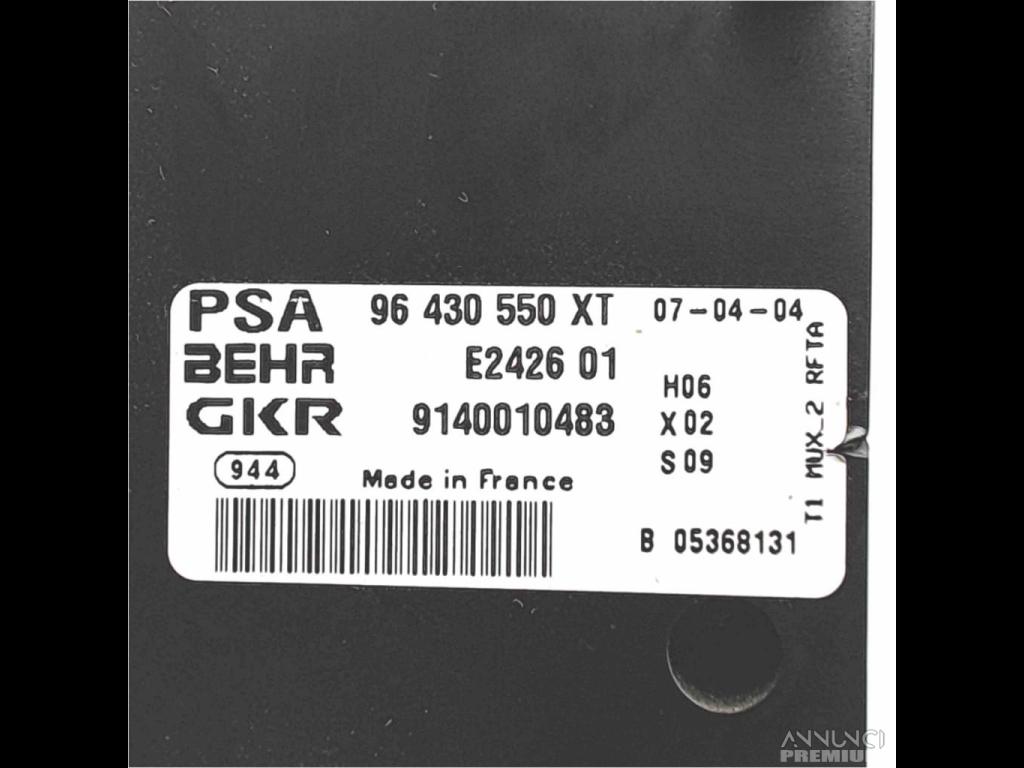 PSA 96 430 550 XT 07-04-04
BEHR E2426 01
GKR 9140010483
H06
X02
S09
944
Made in France
B 05368131
T1 MUX_2 RFTA
ANNUNCI
PREMIUM